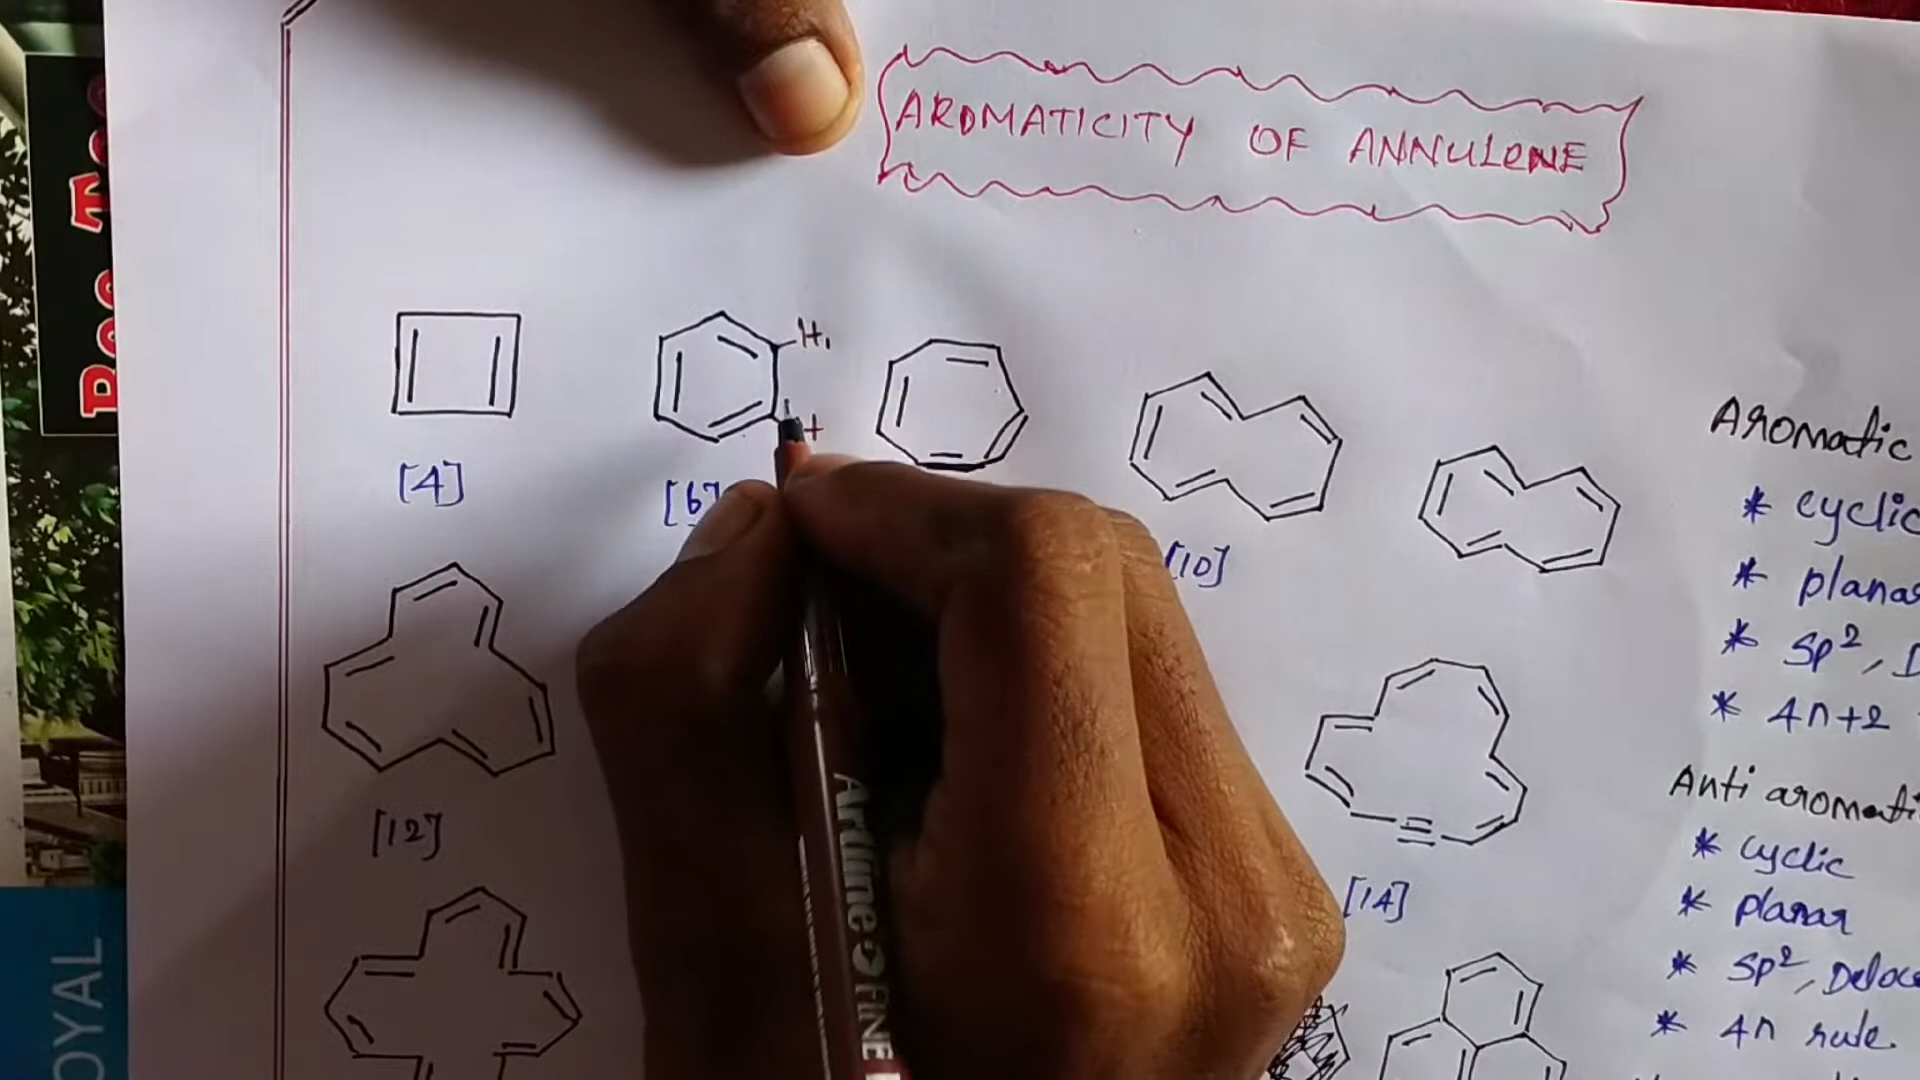 AROMATICITY OF ANNULENE
H
H
[4]
[6]
[10]
[12]
[14]
Aromatic
* cyclic
* planar
* Sp2, D
* 4n+2
Anti aromati
* cyclic
* planar
* Sp2, Deloc
* 4n rule.
Artline FINE
OYAL